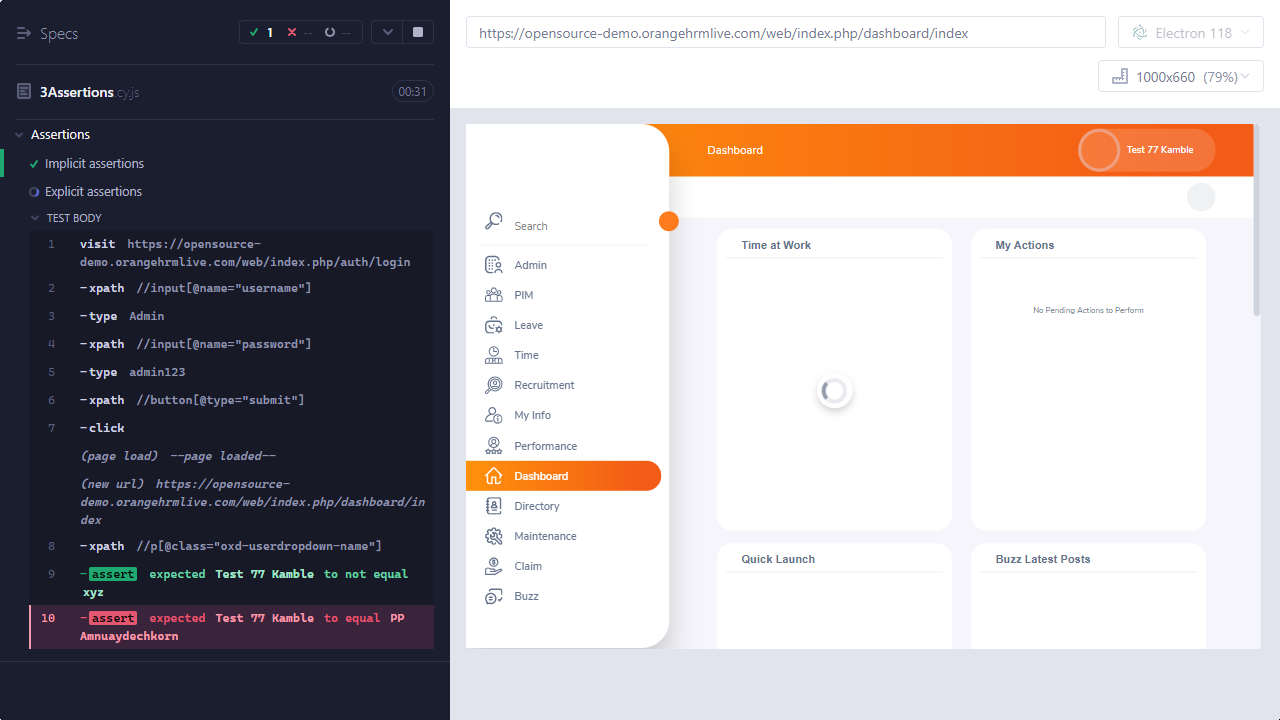 Specs
1 -- --
3Assertions.cy.js 00:31
Assertions
Implicit assertions
Explicit assertions
TEST BODY
1 visit https://opensource-
demo.orangehrmlive.com/web/index.php/auth/login
2 -xpath //input[@name="username"]
3 -type Admin
4 -xpath //input[@name="password"]
5 -type admin123
6 -xpath //button[@type="submit"]
7 -click
(page load) --page loaded--
(new url) https://opensource-
demo.orangehrmlive.com/web/index.php/dashboard/in
dex
8 -xpath //p[@class="oxd-userdropdown-name"]
9 -assert expected Test 77 Kamble to not equal
xyz
10 -assert expected Test 77 Kamble to equal PP
Amnuaydechkorn
https://opensource-demo.orangehrmlive.com/web/index.php/dashboard/index
Electron 118
1000x660 (79%)
Dashboard
Test 77 Kamble
Search
Admin
PIM
Leave
Time
Recruitment
My Info
Performance
Dashboard
Directory
Maintenance
Claim
Buzz
Time at Work
My Actions
No Pending Actions to Perform
Quick Launch
Buzz Latest Posts